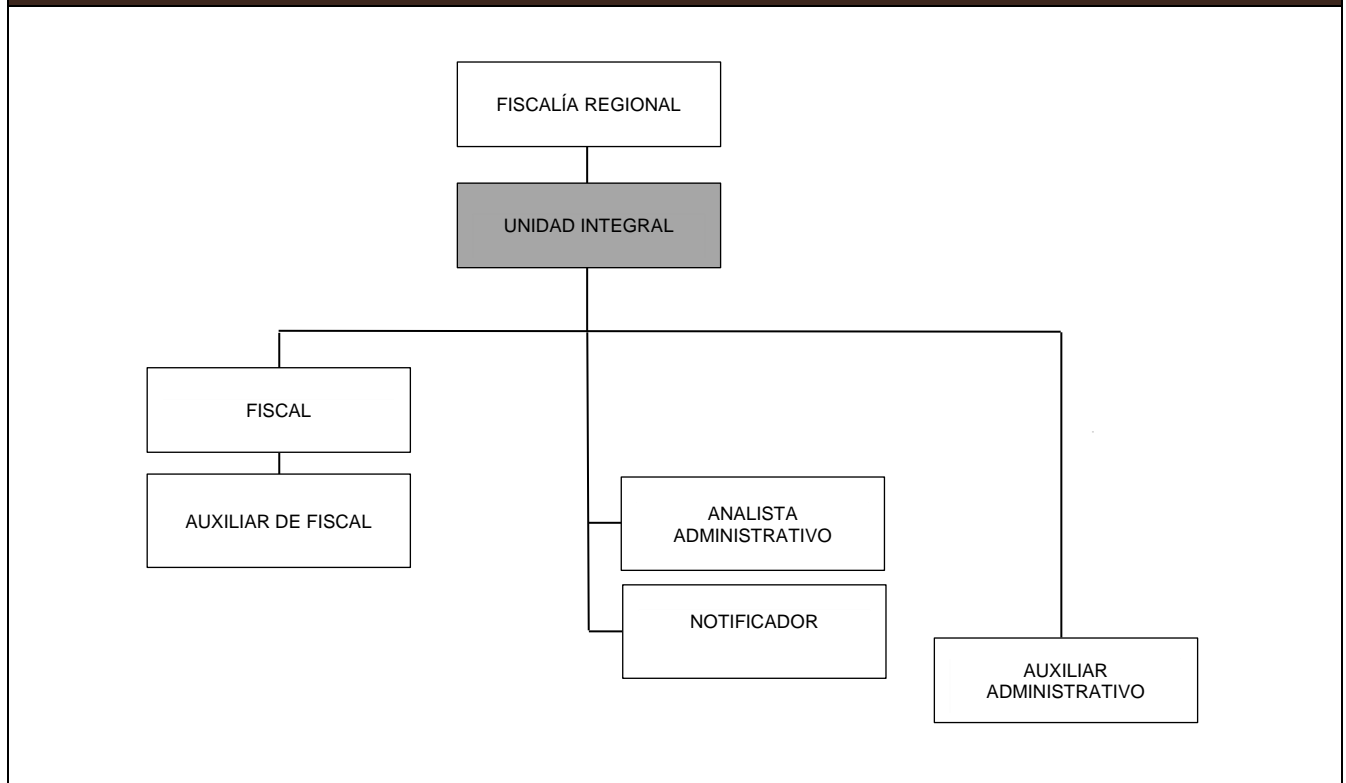 FISCALÍA REGIONAL
UNIDAD INTEGRAL
FISCAL
AUXILIAR DE FISCAL
ANALISTA
ADMINISTRATIVO
NOTIFICADOR
AUXILIAR
ADMINISTRATIVO